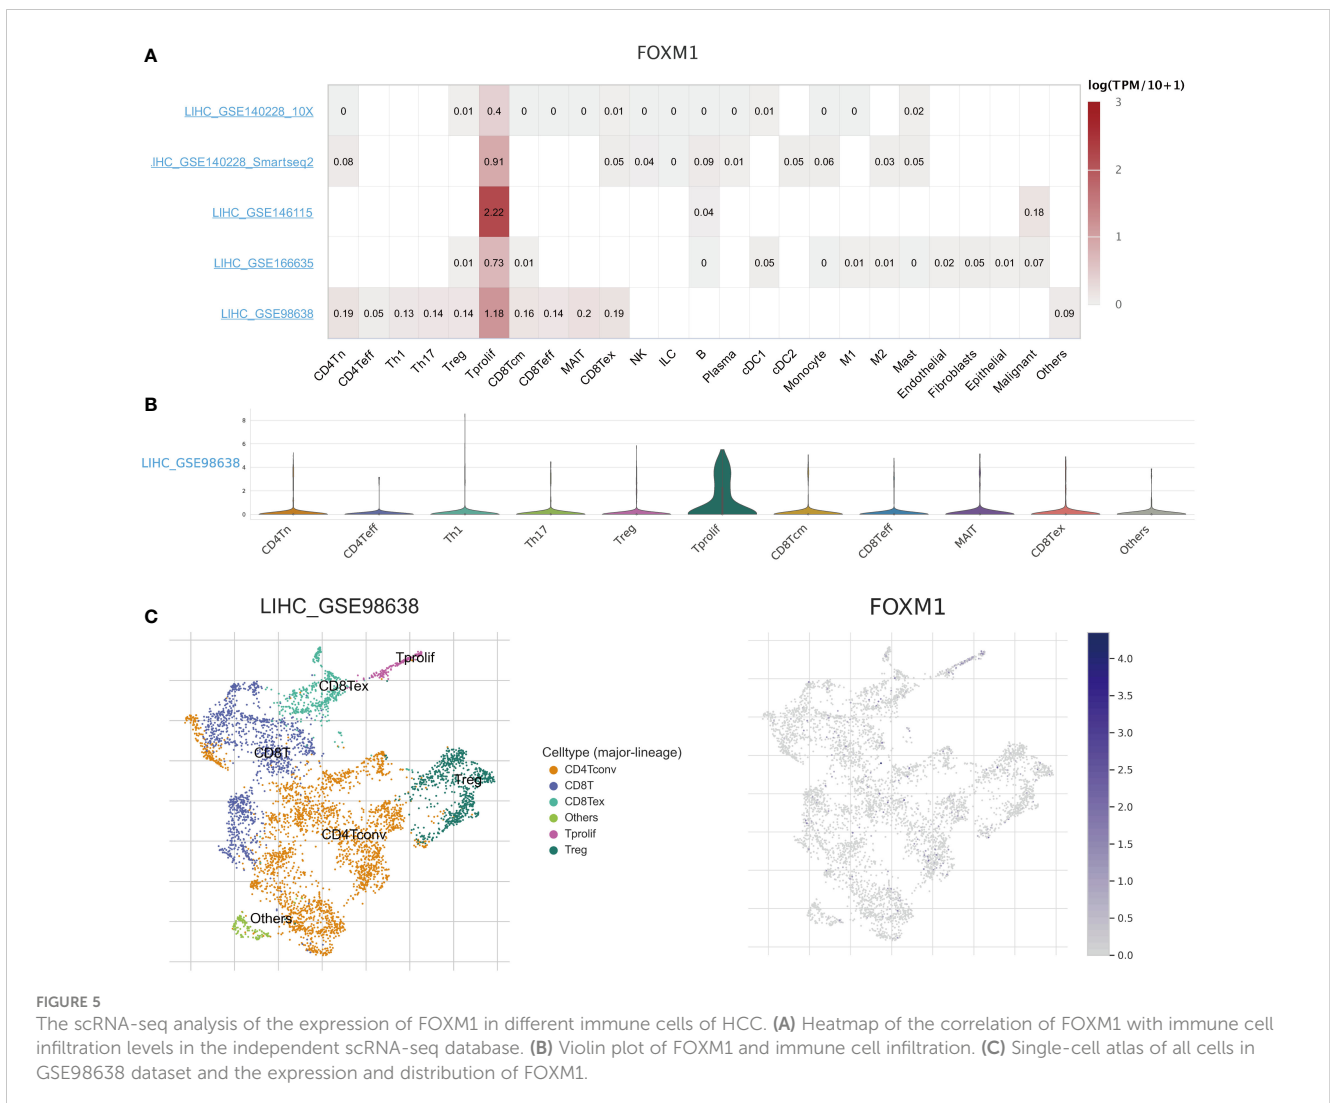 A
FOXM1
log(TPM/10+1)
LIHC_GSE140228_10X 0 0.01 0.4 0 0 0 0.01 0 0 0 0 0.01 0 0 0.02
IHC_GSE140228_Smartseq2 0.08 0.91 0.05 0.04 0 0.09 0.01 0.05 0.06 0.03 0.05
LIHC_GSE146115 2.22 0.04 0.18
LIHC_GSE166635 0.01 0.73 0.01 0 0.05 0 0.01 0.01 0 0.02 0.05 0.01 0.07
LIHC_GSE98638 0.19 0.05 0.13 0.14 0.14 1.18 0.16 0.14 0.2 0.19 0.09
3
2
1
0
CD4Tn CD4Teff Th1 Th17 Treg Tprolif CD8Tcm CD8Teff MAIT CD8Tex NK ILC B Plasma cDC1 cDC2 Monocyte M1 M2 Mast Endothelial Fibroblasts Epithelial Malignant Others
B
LIHC_GSE98638
8
6
4
2
0
CD4Tn CD4Teff Th1 Th17 Treg Tprolif CD8Tcm CD8Teff MAIT CD8Tex Others
C
LIHC_GSE98638
Tprolif
CD8Tex
CD8T
Treg
CD4Tconv
Others
Celltype (major-lineage)
CD4Tconv
CD8T
CD8Tex
Others
Tprolif
Treg
FOXM1
4.0
3.5
3.0
2.5
2.0
1.5
1.0
0.5
0.0
FIGURE 5
The scRNA-seq analysis of the expression of FOXM1 in different immune cells of HCC. (A) Heatmap of the correlation of FOXM1 with immune cell
infiltration levels in the independent scRNA-seq database. (B) Violin plot of FOXM1 and immune cell infiltration. (C) Single-cell atlas of all cells in
GSE98638 dataset and the expression and distribution of FOXM1.